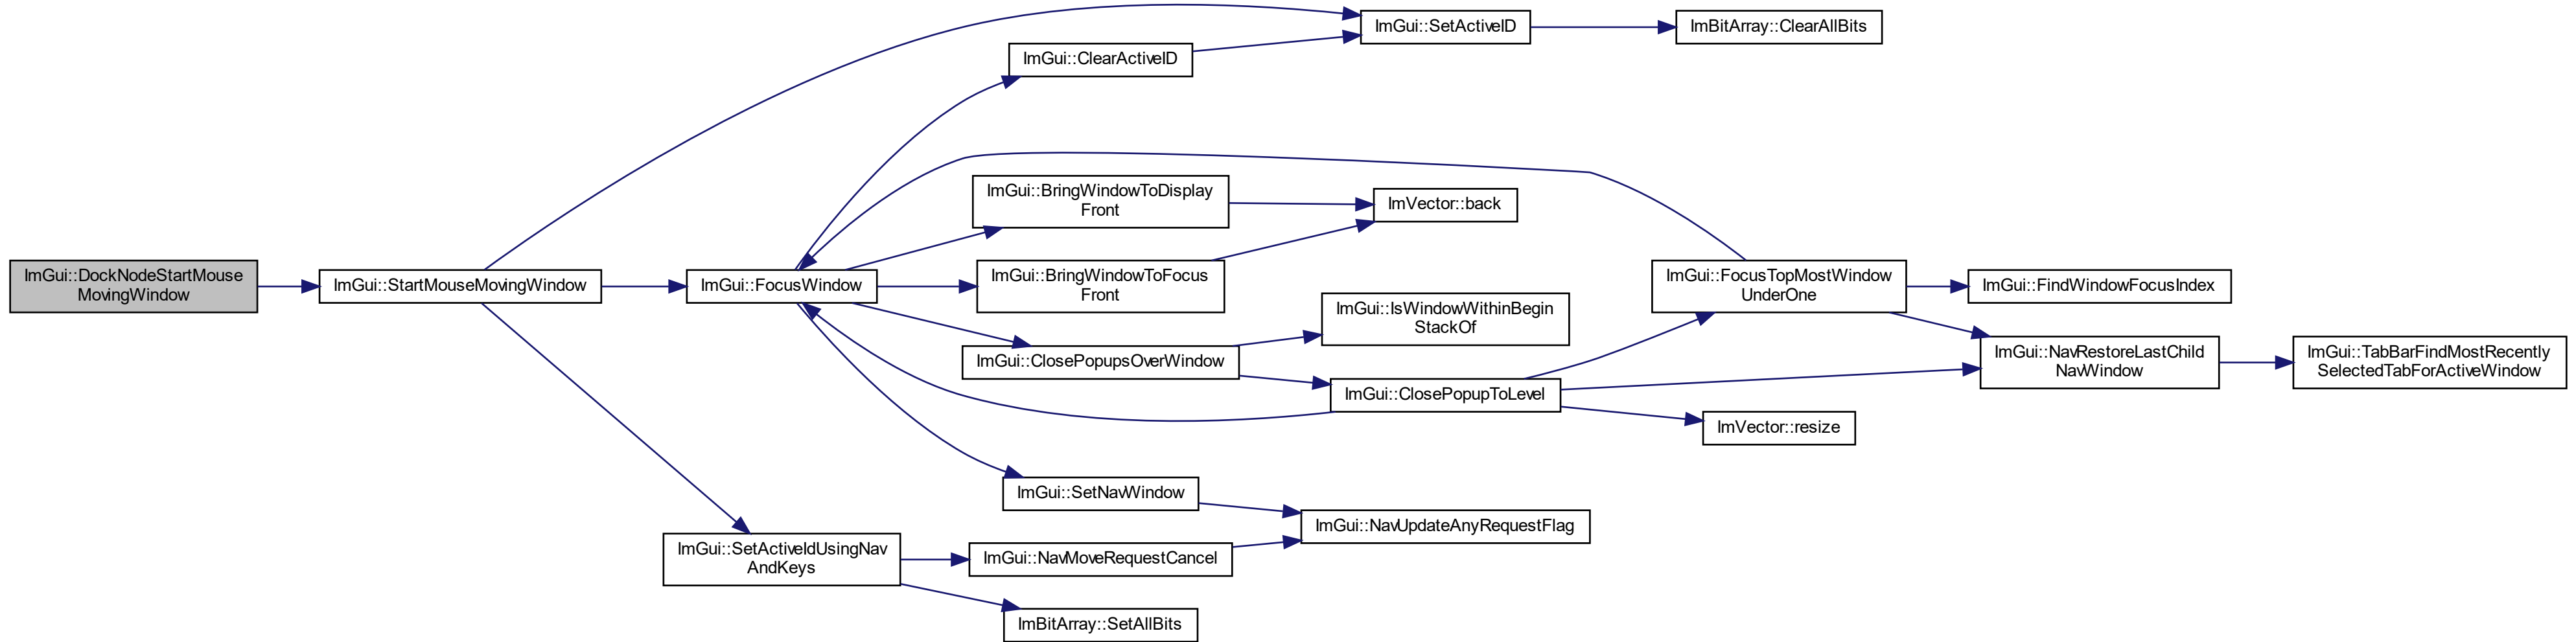 ImGui::DockNodeStartMouse
MovingWindow
ImGui::StartMouseMovingWindow
ImGui::FocusWindow
ImGui::SetActiveIdUsingNav
AndKeys
ImGui::ClearActiveID
ImGui::BringWindowToDisplay
Front
ImGui::BringWindowToFocus
Front
ImGui::ClosePopupsOverWindow
ImGui::SetNavWindow
ImGui::NavMoveRequestCancel
ImBitArray::SetAllBits
ImGui::SetActiveID
ImVector::back
ImGui::IsWindowWithinBegin
StackOf
ImGui::ClosePopupToLevel
ImGui::NavUpdateAnyRequestFlag
ImBitArray::ClearAllBits
ImGui::FocusTopMostWindow
UnderOne
ImVector::resize
ImGui::FindWindowFocusIndex
ImGui::NavRestoreLastChild
NavWindow
ImGui::TabBarFindMostRecently
SelectedTabForActiveWindow